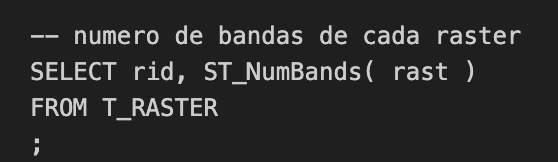 -- numero de bandas de cada raster
SELECT rid, ST_NumBands( rast )
FROM T_RASTER
;